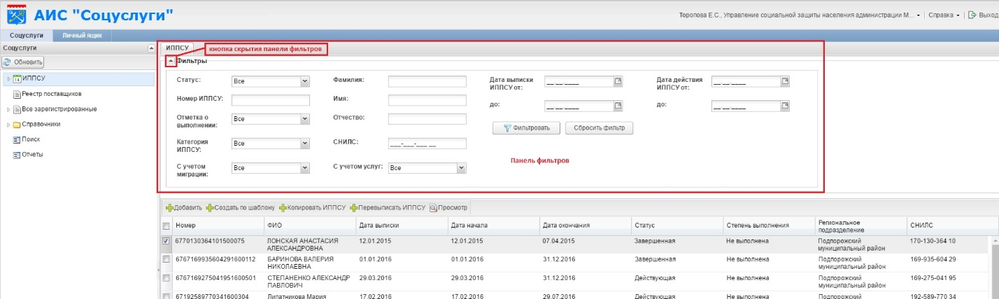 АИС "Соцуслуги"
Торопова Е.С., Управление социальной защиты населения администрации М... Справка Выход
Соцуслуги Личный ящик
Соцуслуги
Обновить
14 ИППСУ
Реестр поставщиков
Все зарегистрированные
Справочники
Поиск
Отчеты
ИППСУ кнопка скрытия панели фильтров
Фильтры
Статус: Все Фамилия: Дата выписки ИППСУ от: __.__.____ Дата действия ИППСУ от: __.__.____
Номер ИППСУ: Имя: до: __.__.____ до: __.__.____
Отметка о выполнении: Все Отчество: Фильтровать Сбросить фильтр
Категория ИППСУ: Все СНИЛС: ___-___-___ __
Панель фильтров
С учетом миграции: Все С учетом услуг: Все
Добавить Создать по шаблону Копировать ИППСУ Перевыписать ИППСУ Просмотр
Номер ФИО Дата выписки Дата начала Дата окончания Статус Степень выполнения Региональное подразделение СНИЛС
6770130364101500075 ЛОНСКАЯ АНАСТАСИЯ АЛЕКСАНДРОВНА 12.01.2015 12.01.2015 07.04.2015 Завершенная Не выполнена Подпорожский муниципальный район 170-130-364 10
6767169935604291600112 БАРИНОВА ВАЛЕРИЯ НИКОЛАЕВНА 01.01.2016 01.01.2016 31.12.2016 Завершенная Не выполнена Подпорожский муниципальный район 169-935-604 29
6767169275041951600501 СТЕПАНЕНКО АЛЕКСАНДР ПАВЛОВИЧ 29.03.2016 29.03.2016 31.12.2016 Действующая Не выполнена Подпорожский муниципальный район 169-275-041 95
67192589770341600304 Липатникова Мария 17.02.2016 17.02.2016 29.07.2016 Действующая Не выполнена Подпорожский 192-589-770 34